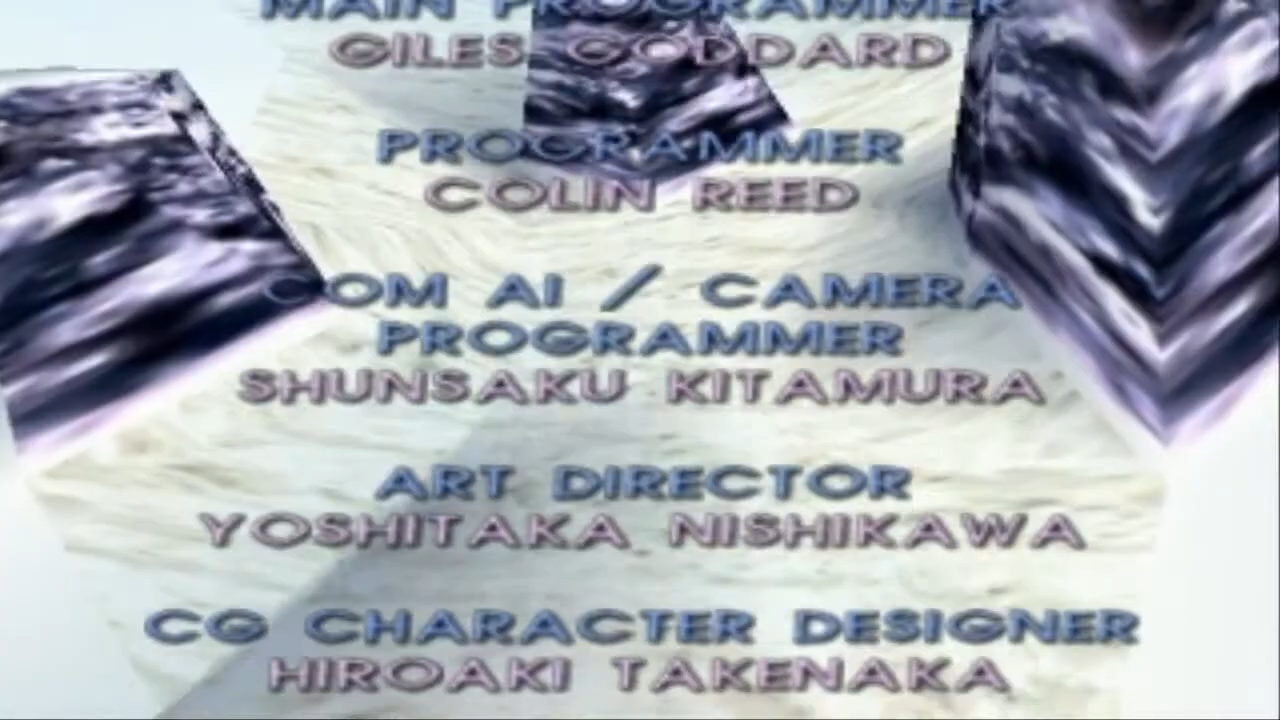 MAIN PROGRAMMER
GILES GODDARD
PROGRAMMER
COLIN REED
COM AI / CAMERA
PROGRAMMER
SHUNSAKU KITAMURA
ART DIRECTOR
YOSHITAKA NISHIKAWA
CG CHARACTER DESIGNER
HIROAKI TAKENAKA